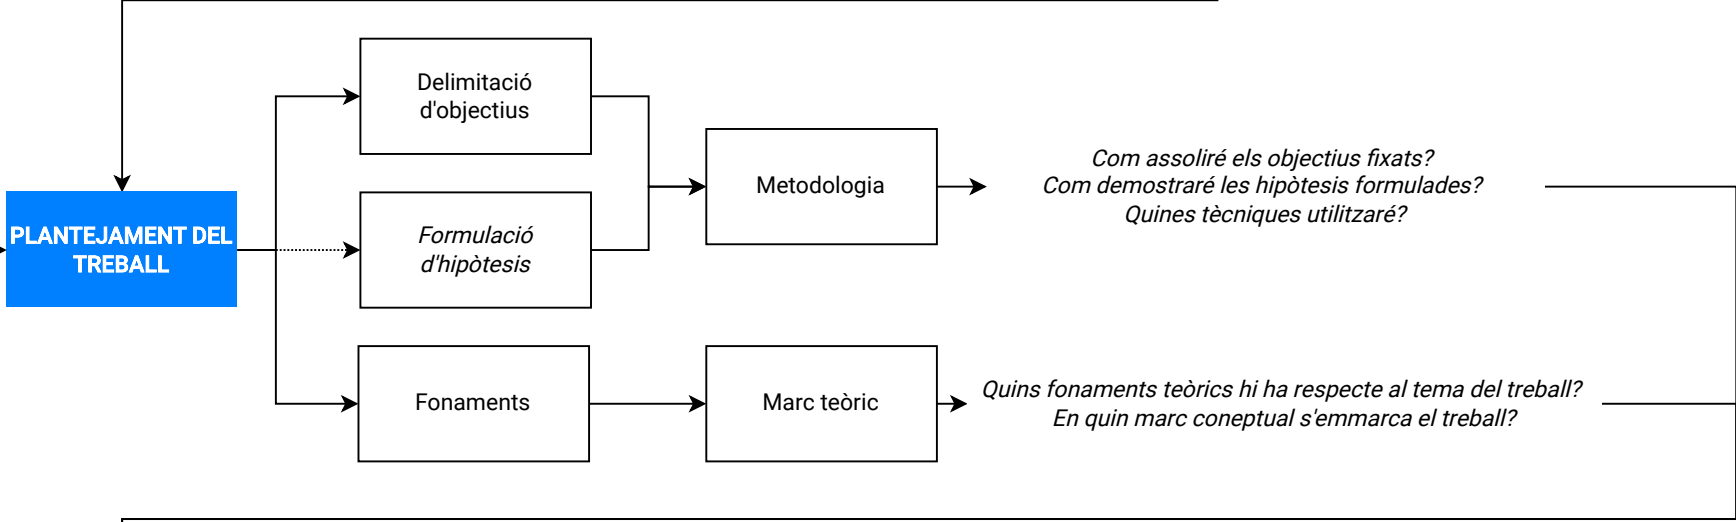 Delimitació
d'objectius
Metodologia
Com assoliré els objectius fixats?
Com demostraré les hipòtesis formulades?
Quines tècniques utilitzaré?
PLANTEJAMENT DEL
TREBALL
Formulació
d'hipòtesis
Fonaments
Marc teòric
Quins fonaments teòrics hi ha respecte al tema del treball?
En quin marc coneptual s'emmarca el treball?